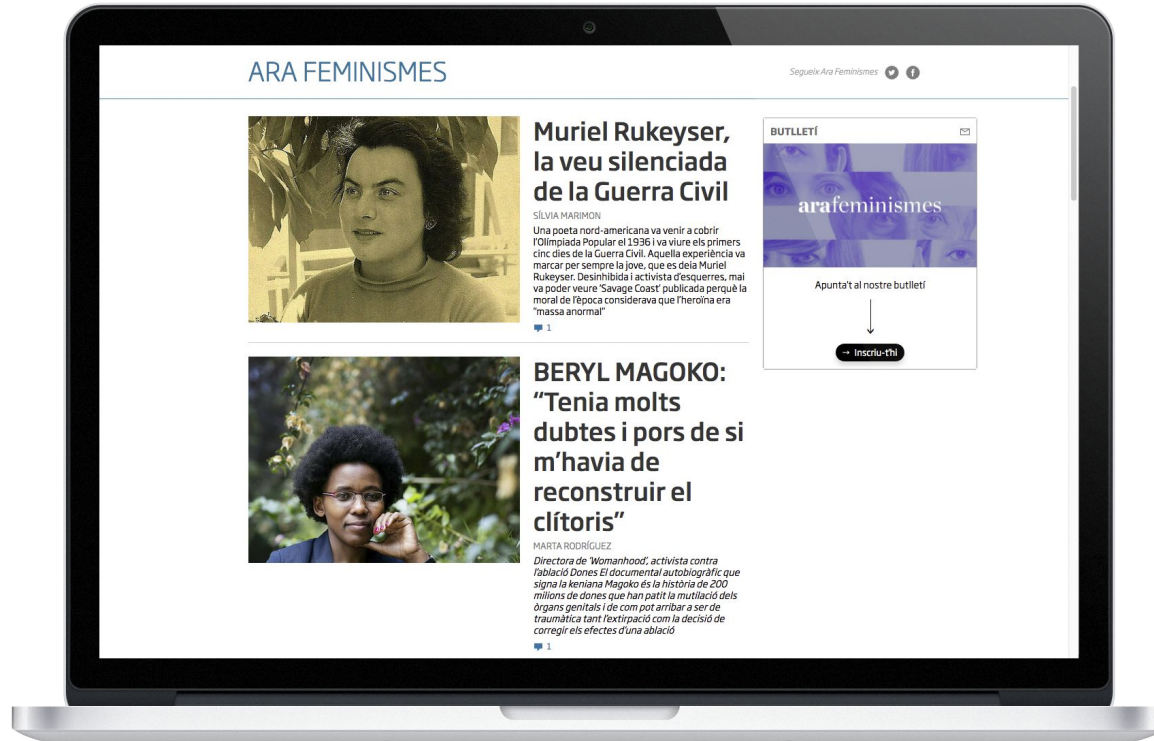 ARA FEMINISMES
Segueix Ara Feminismes
Muriel Rukeyser,
la veu silenciada
de la Guerra Civil
SÍLVIA MARIMON
Una poeta nord-americana va venir a cobrir
l'Olimpíada Popular el 1936 i va viure els primers
cinc dies de la Guerra Civil. Aquella experiència va
marcar per sempre la jove, que es deia Muriel
Rukeyser. Desinhibida i activista d'esquerres, mai
va poder veure 'Savage Coast' publicada perquè la
moral de l'època considerava que l'heroïna era
"massa anormal"
1
BERYL MAGOKO:
“Tenia molts
dubtes i pors de si
m’havia de
reconstruir el
clítoris”
MARTA RODRÍGUEZ
Directora de 'Womanhood', activista contra
l'ablació Dones El documental autobiogràfic que
signa la keniana Magoko és la història de 200
milions de dones que han patit la mutilació dels
òrgans genitals i de com pot arribar a ser de
traumàtica tant l'extirpació com la decisió de
corregir els efectes d'una ablació
1
BUTLLETÍ
arafeminismes
Apunta't al nostre butlletí
→ Inscriu-t'hi